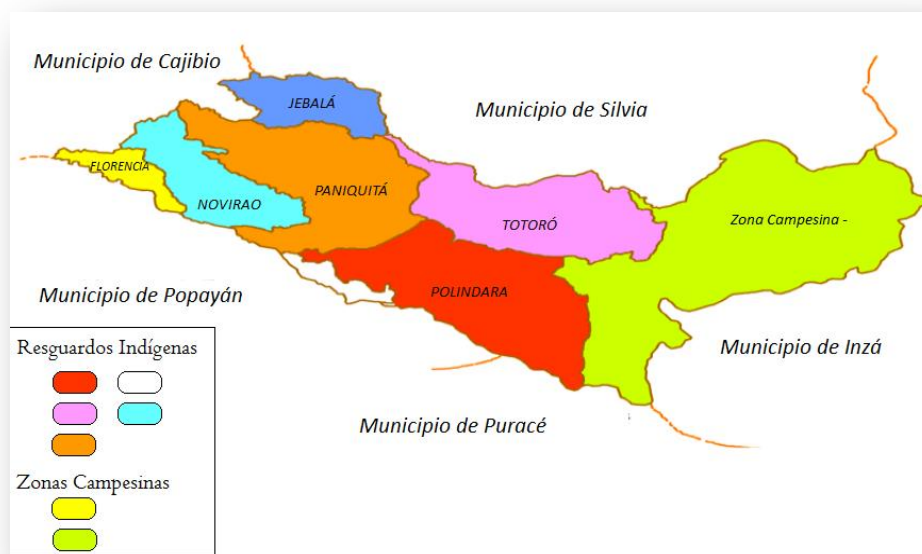 Municipio de Cajibio
JEBALÁ
Municipio de Silvia
FLORENCIA
PANIQUITÁ
NOVIRAO
TOTORÓ
Zona Campesina -
POLINDARA
Municipio de Popayán
Municipio de Inzá
Municipio de Puracé
Resguardos Indígenas
Zonas Campesinas